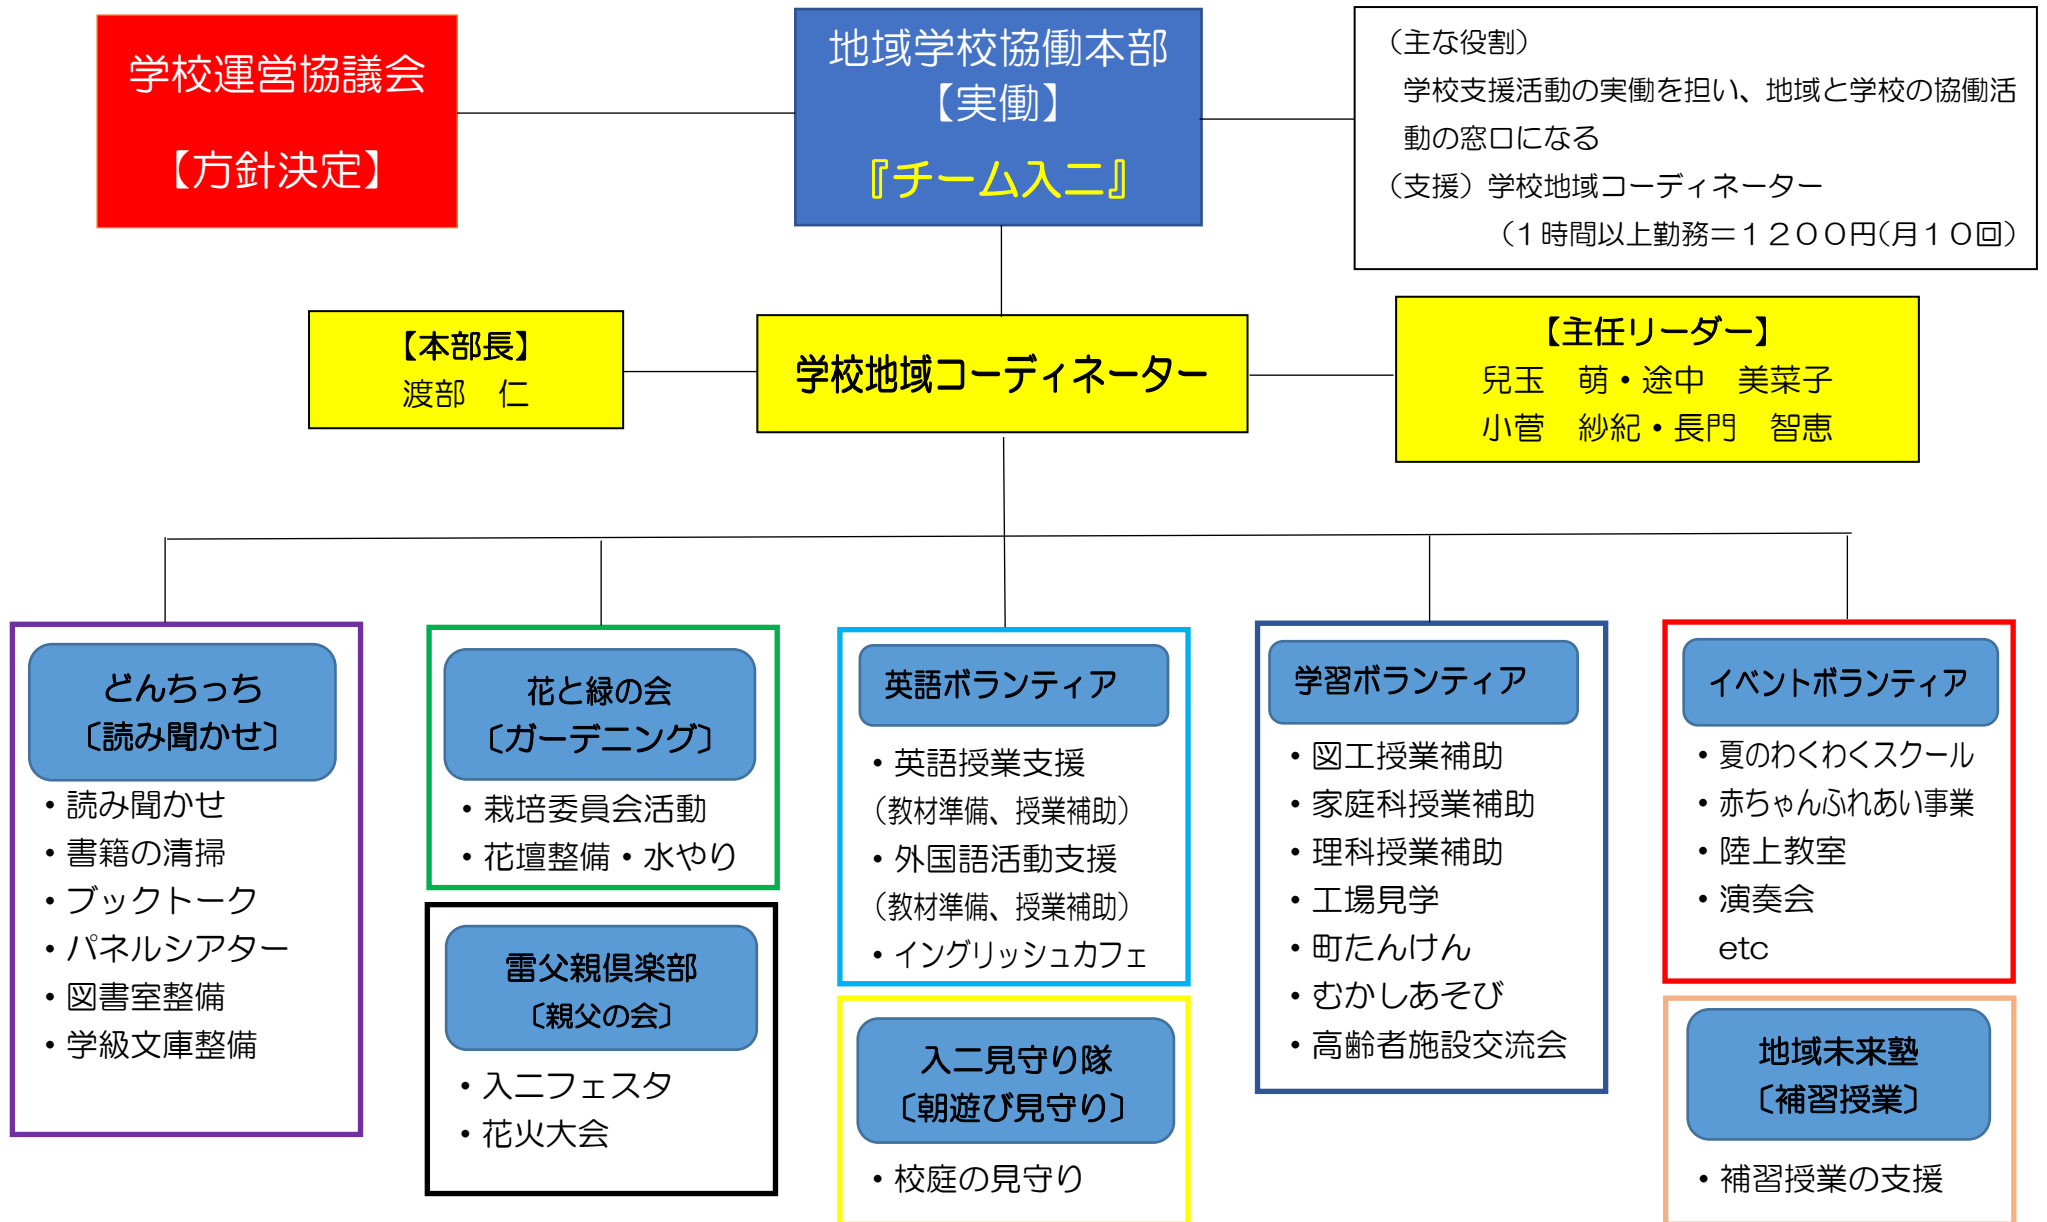 学校運営協議会
【方針決定】
地域学校協働本部
【実働】
『チーム入二』
（主な役割）
学校支援活動の実働を担い、地域と学校の協働活
動の窓口になる
（支援）学校地域コーディネーター
（１時間以上勤務＝１２００円(月１０回）
【本部長】
渡部　仁
学校地域コーディネーター
【主任リーダー】
兒玉　萌・途中　美菜子
小菅　紗紀・長門　智恵
どんちっち
〔読み聞かせ〕
・読み聞かせ
・書籍の清掃
・ブックトーク
・パネルシアター
・図書室整備
・学級文庫整備
花と緑の会
〔ガーデニング〕
・栽培委員会活動
・花壇整備・水やり
雷父親倶楽部
〔親父の会〕
・入二フェスタ
・花火大会
英語ボランティア
・英語授業支援
（教材準備、授業補助）
・外国語活動支援
（教材準備、授業補助）
・イングリッシュカフェ
入二見守り隊
〔朝遊び見守り〕
・校庭の見守り
学習ボランティア
・図工授業補助
・家庭科授業補助
・理科授業補助
・工場見学
・町たんけん
・むかしあそび
・高齢者施設交流会
イベントボランティア
・夏のわくわくスクール
・赤ちゃんふれあい事業
・陸上教室
・演奏会
etc
地域未来塾
〔補習授業〕
・補習授業の支援